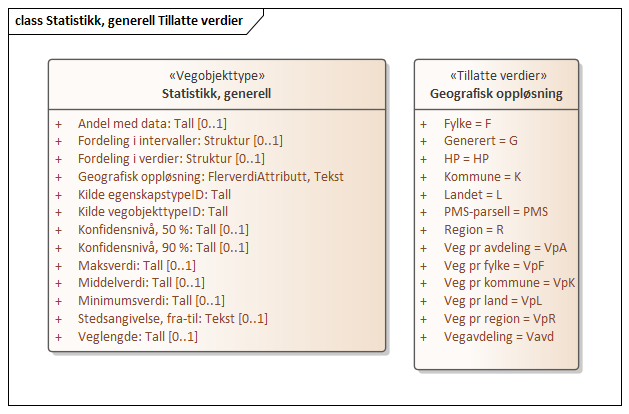 class Statistikk, generell Tillatte verdier
«Vegobjekttype»
Statistikk, generell
+ Andel med data: Tall [0..1]
+ Fordeling i intervaller: Struktur [0..1]
+ Fordeling i verdier: Struktur [0..1]
+ Geografisk oppløsning: FlerverdiAttributt, Tekst
+ Kilde egenskapstypeID: Tall
+ Kilde vegobjekttypeID: Tall
+ Konfidensnivå, 50 %: Tall [0..1]
+ Konfidensnivå, 90 %: Tall [0..1]
+ Maksverdi: Tall [0..1]
+ Middelverdi: Tall [0..1]
+ Minimumsverdi: Tall [0..1]
+ Stedsangivelse, fra-til: Tekst [0..1]
+ Veglengde: Tall [0..1]
«Tillatte verdier»
Geografisk oppløsning
+ Fylke = F
+ Generert = G
+ HP = HP
+ Kommune = K
+ Landet = L
+ PMS-parsell = PMS
+ Region = R
+ Veg pr avdeling = VpA
+ Veg pr fylke = VpF
+ Veg pr kommune = VpK
+ Veg pr land = VpL
+ Veg pr region = VpR
+ Vegavdeling = Vavd